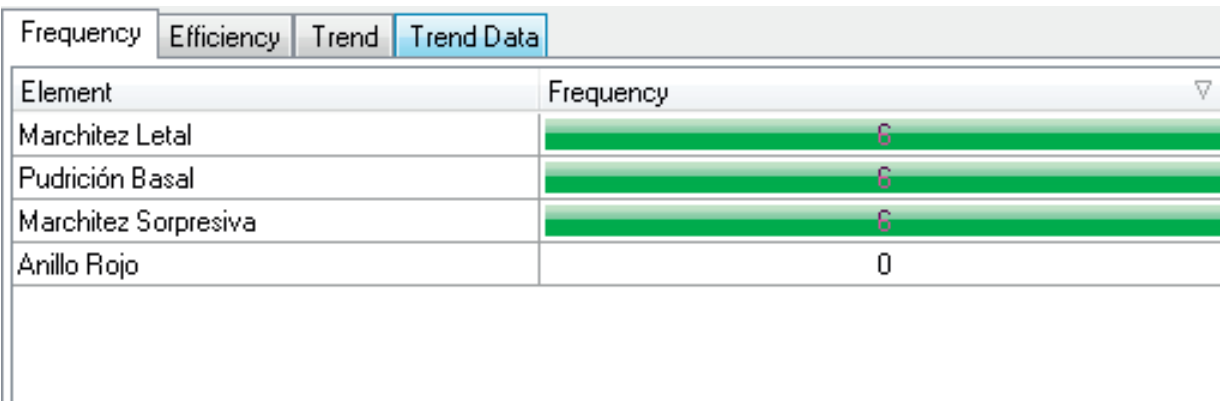 Frequency Efficiency Trend Trend Data
Element Frequency
Marchitez Letal 6
Pudrición Basal 6
Marchitez Sorpresiva 6
Anillo Rojo 0